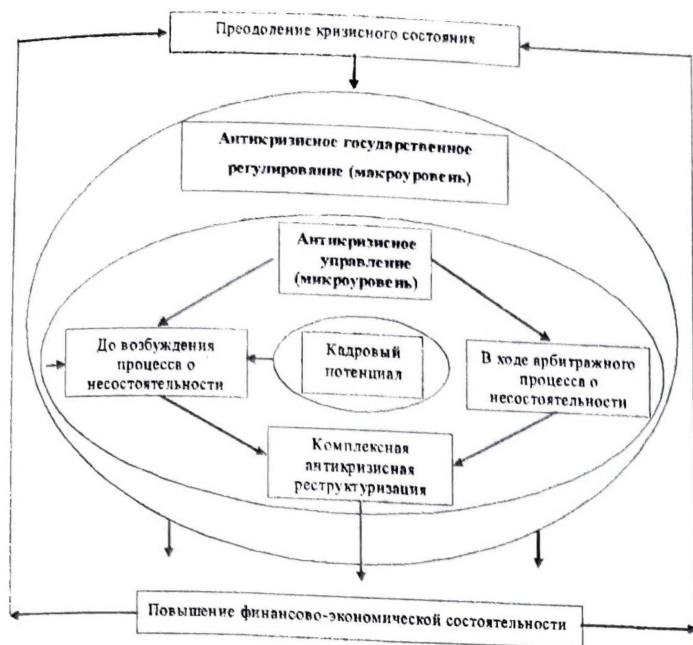 Преодоление кризисного состояния
Антикризисное государственное
регулирование (макроуровень)
Антикризисное
управление
(микроуровень)
До возбуждения
процесса о
несостоятельности
Кадровый
потенциал
В ходе арбитражного
процесса о
несостоятельности
Комплексная
антикризисная
реструктуризация
Повышение финансово-экономической состоятельности